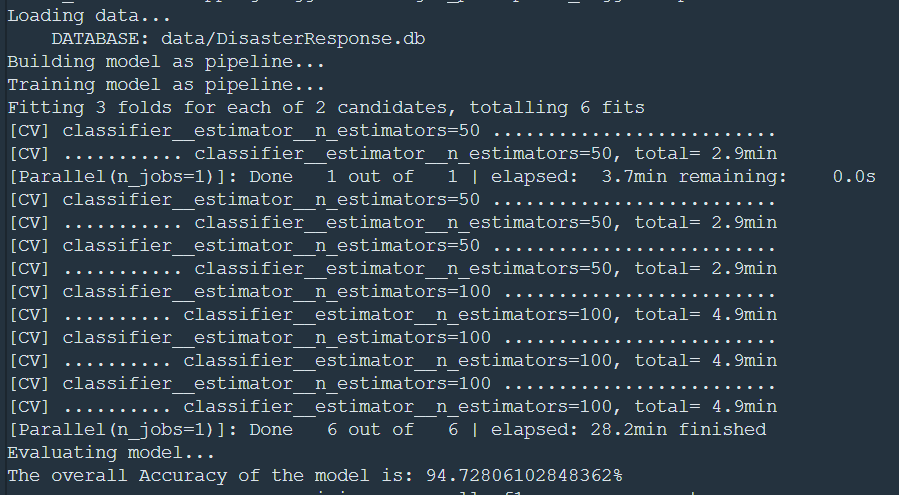 Loading data...
    DATABASE: data/DisasterResponse.db
Building model as pipeline...
Training model as pipeline...
Fitting 3 folds for each of 2 candidates, totalling 6 fits
[CV] classifier__estimator__n_estimators=50 ..........................
[CV] ........... classifier__estimator__n_estimators=50, total= 2.9min
[Parallel(n_jobs=1)]: Done   1 out of   1 | elapsed:  3.7min remaining:    0.0s
[CV] classifier__estimator__n_estimators=50 ..........................
[CV] ........... classifier__estimator__n_estimators=50, total= 2.9min
[CV] classifier__estimator__n_estimators=50 ..........................
[CV] ........... classifier__estimator__n_estimators=50, total= 2.9min
[CV] classifier__estimator__n_estimators=100 .........................
[CV] .......... classifier__estimator__n_estimators=100, total= 4.9min
[CV] classifier__estimator__n_estimators=100 .........................
[CV] .......... classifier__estimator__n_estimators=100, total= 4.9min
[CV] classifier__estimator__n_estimators=100 .........................
[CV] .......... classifier__estimator__n_estimators=100, total= 4.9min
[Parallel(n_jobs=1)]: Done   6 out of   6 | elapsed: 28.2min finished
Evaluating model...
The overall Accuracy of the model is: 94.72806102848362%